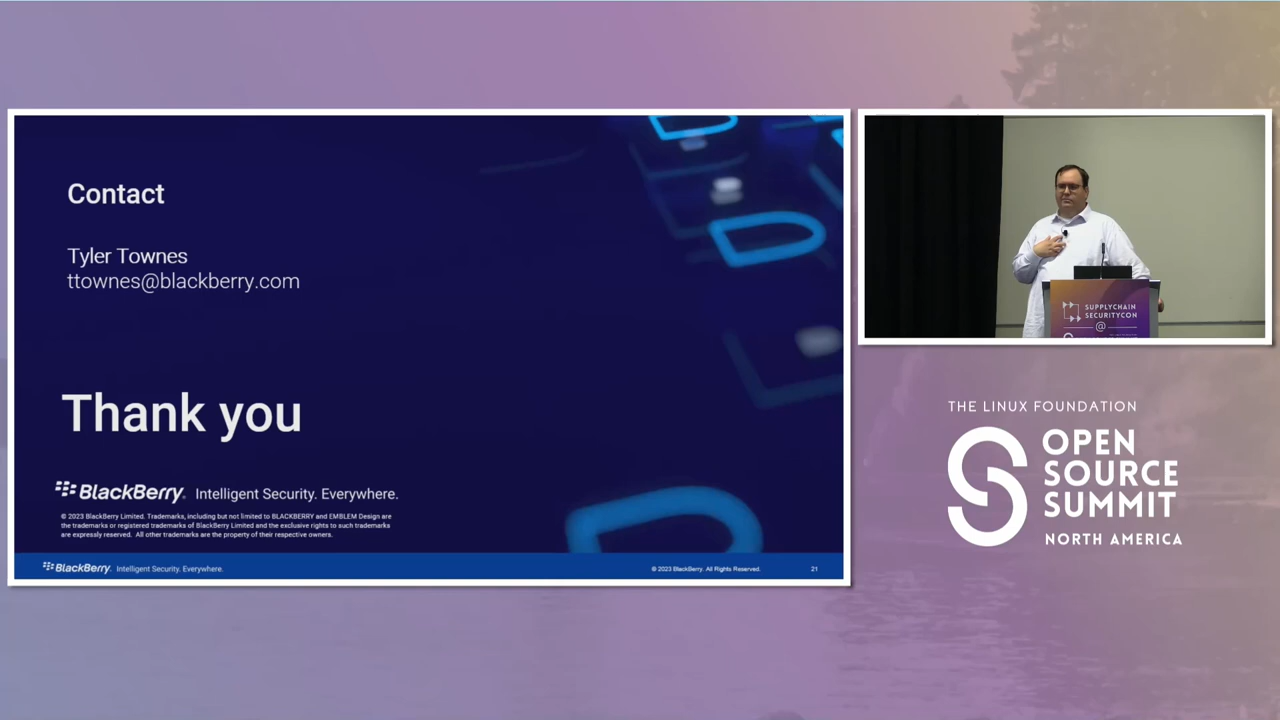 Contact
Tyler Townes
ttownes@blackberry.com
Thank you
BlackBerry® Intelligent Security. Everywhere.
© 2023 BlackBerry Limited. Trademarks, including but not limited to BLACKBERRY and EMBLEM Design are
the trademarks or registered trademarks of BlackBerry Limited and the exclusive rights to such trademarks
are expressly reserved. All other trademarks are the property of their respective owners.
BlackBerry. Intelligent Security. Everywhere.
© 2023 BlackBerry. All Rights Reserved.
21
SUPPLYCHAIN
SECURITYCON
@
THE LINUX FOUNDATION
OPEN
SOURCE
SUMMIT
NORTH AMERICA